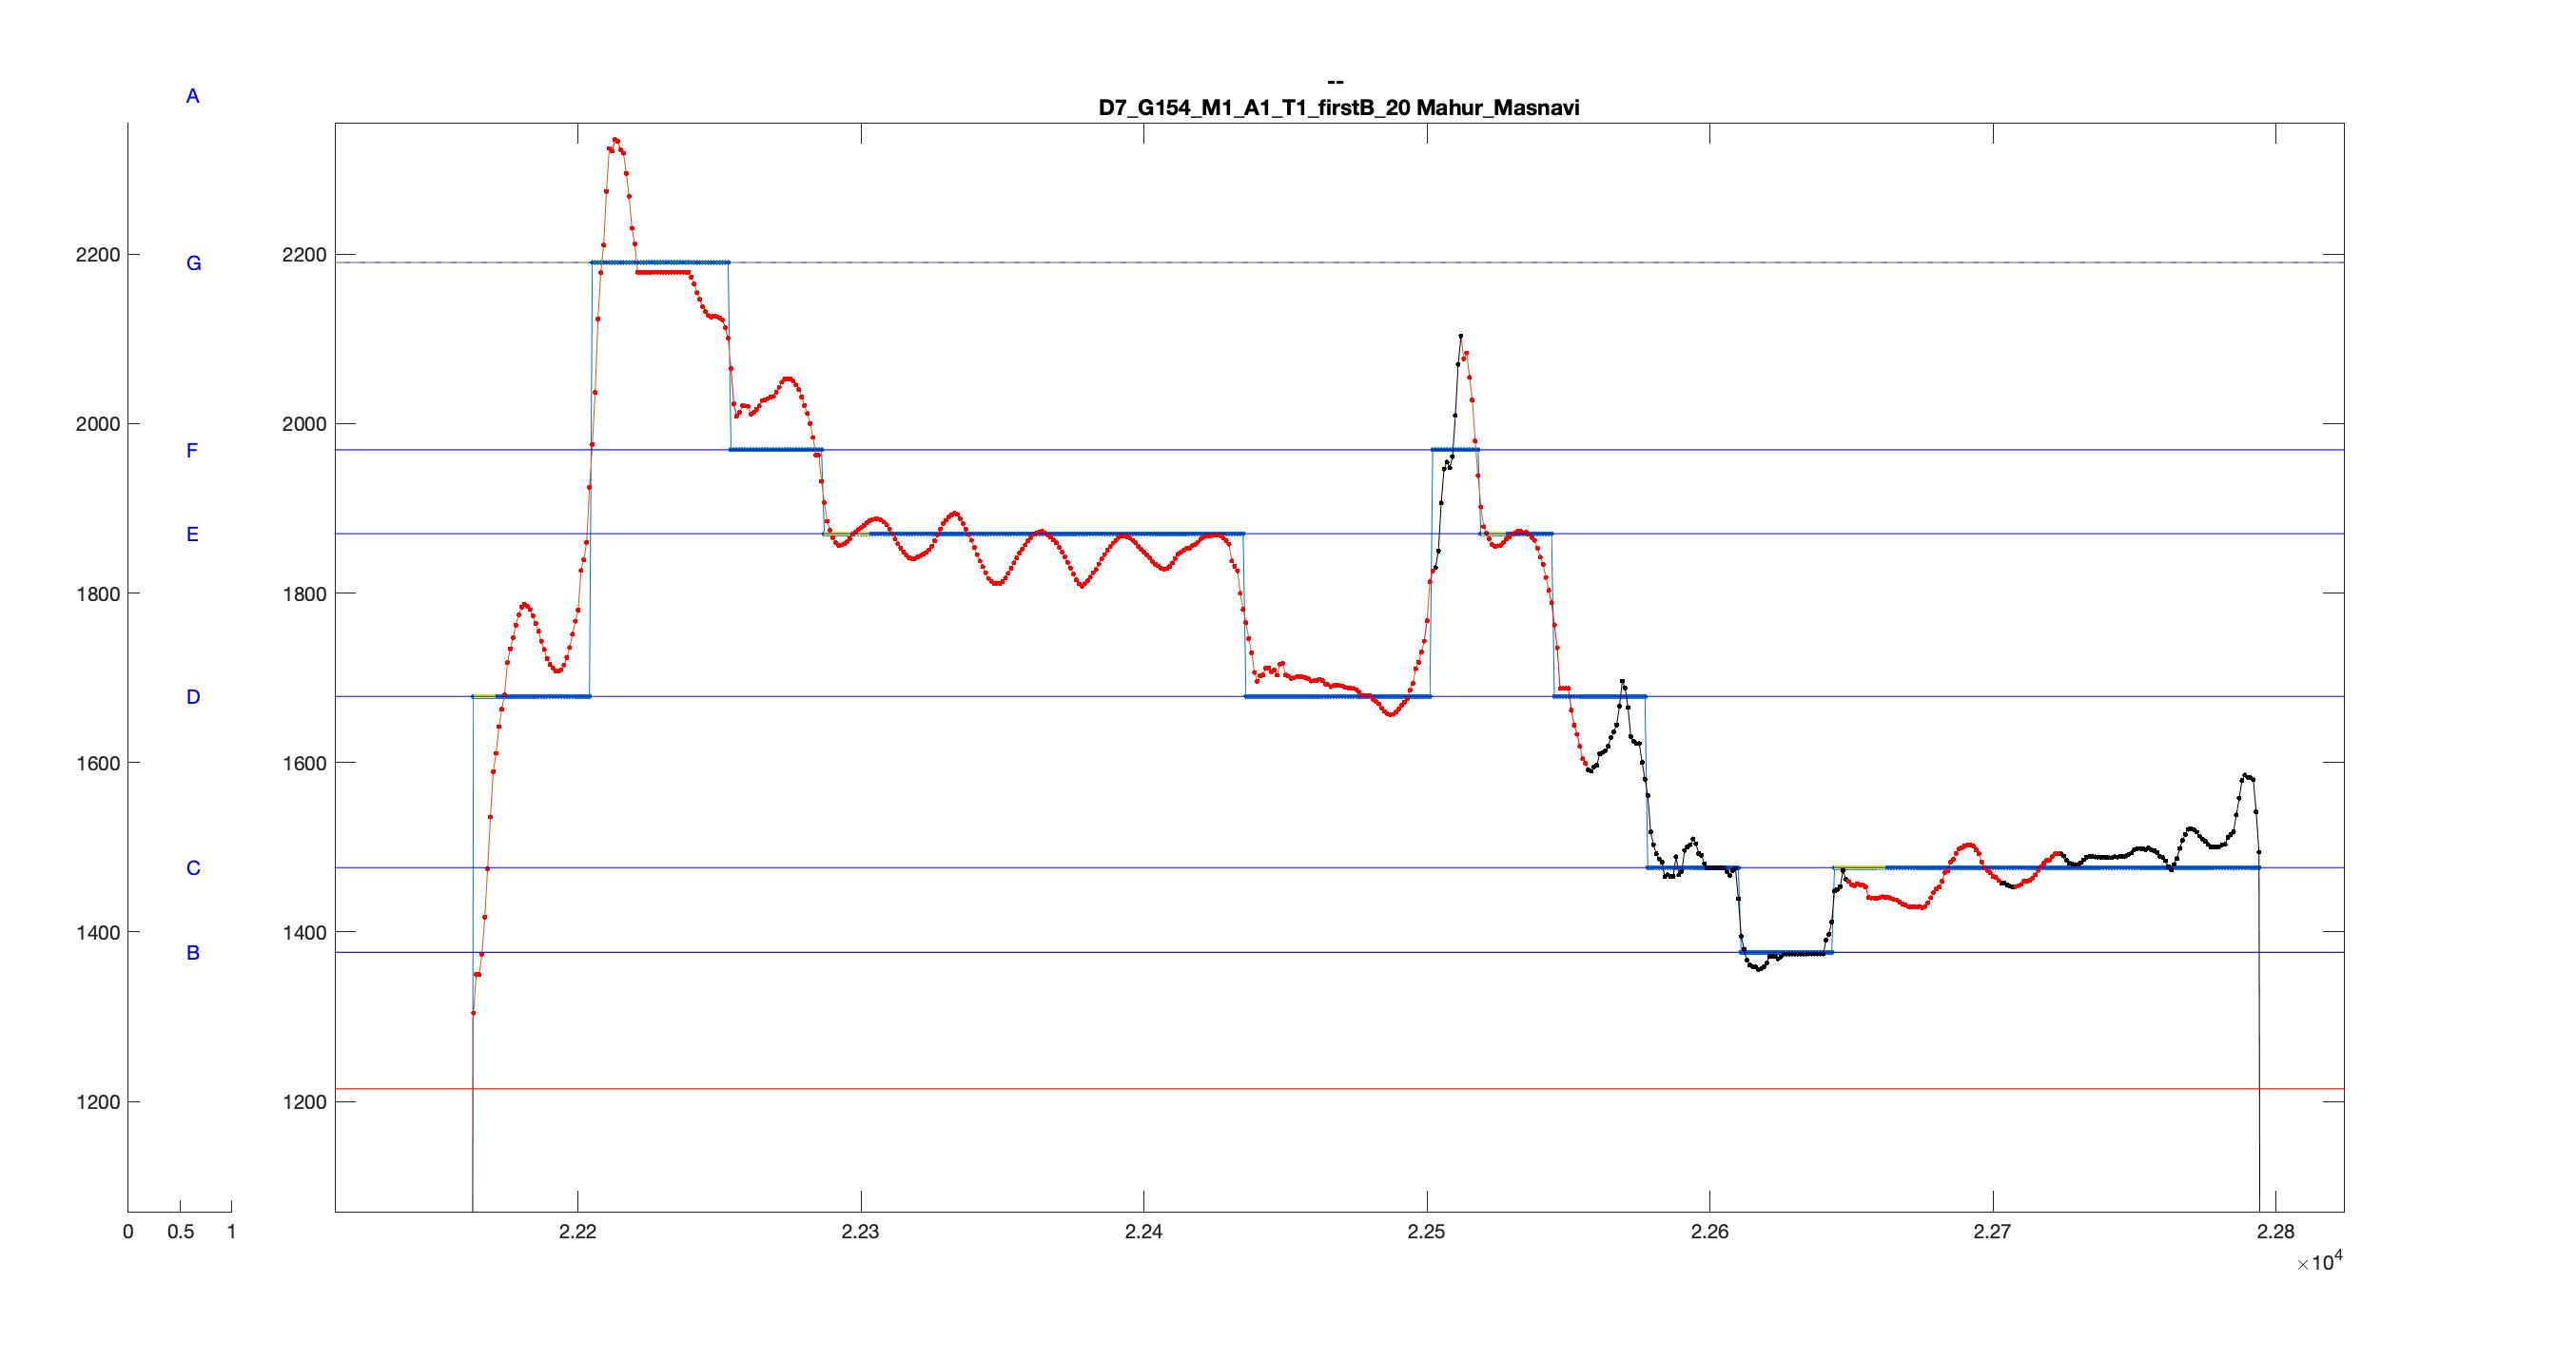 --
D7_G154_M1_A1_T1_firstB_20 Mahur_Masnavi
A
2200 G 2200
2000 2000
F
E
1800 1800
D
1600 1600
C
1400 1400
B
1200 1200
0 0.5 1 2.22 2.23 2.24 2.25 2.26 2.27 2.28
×10⁴